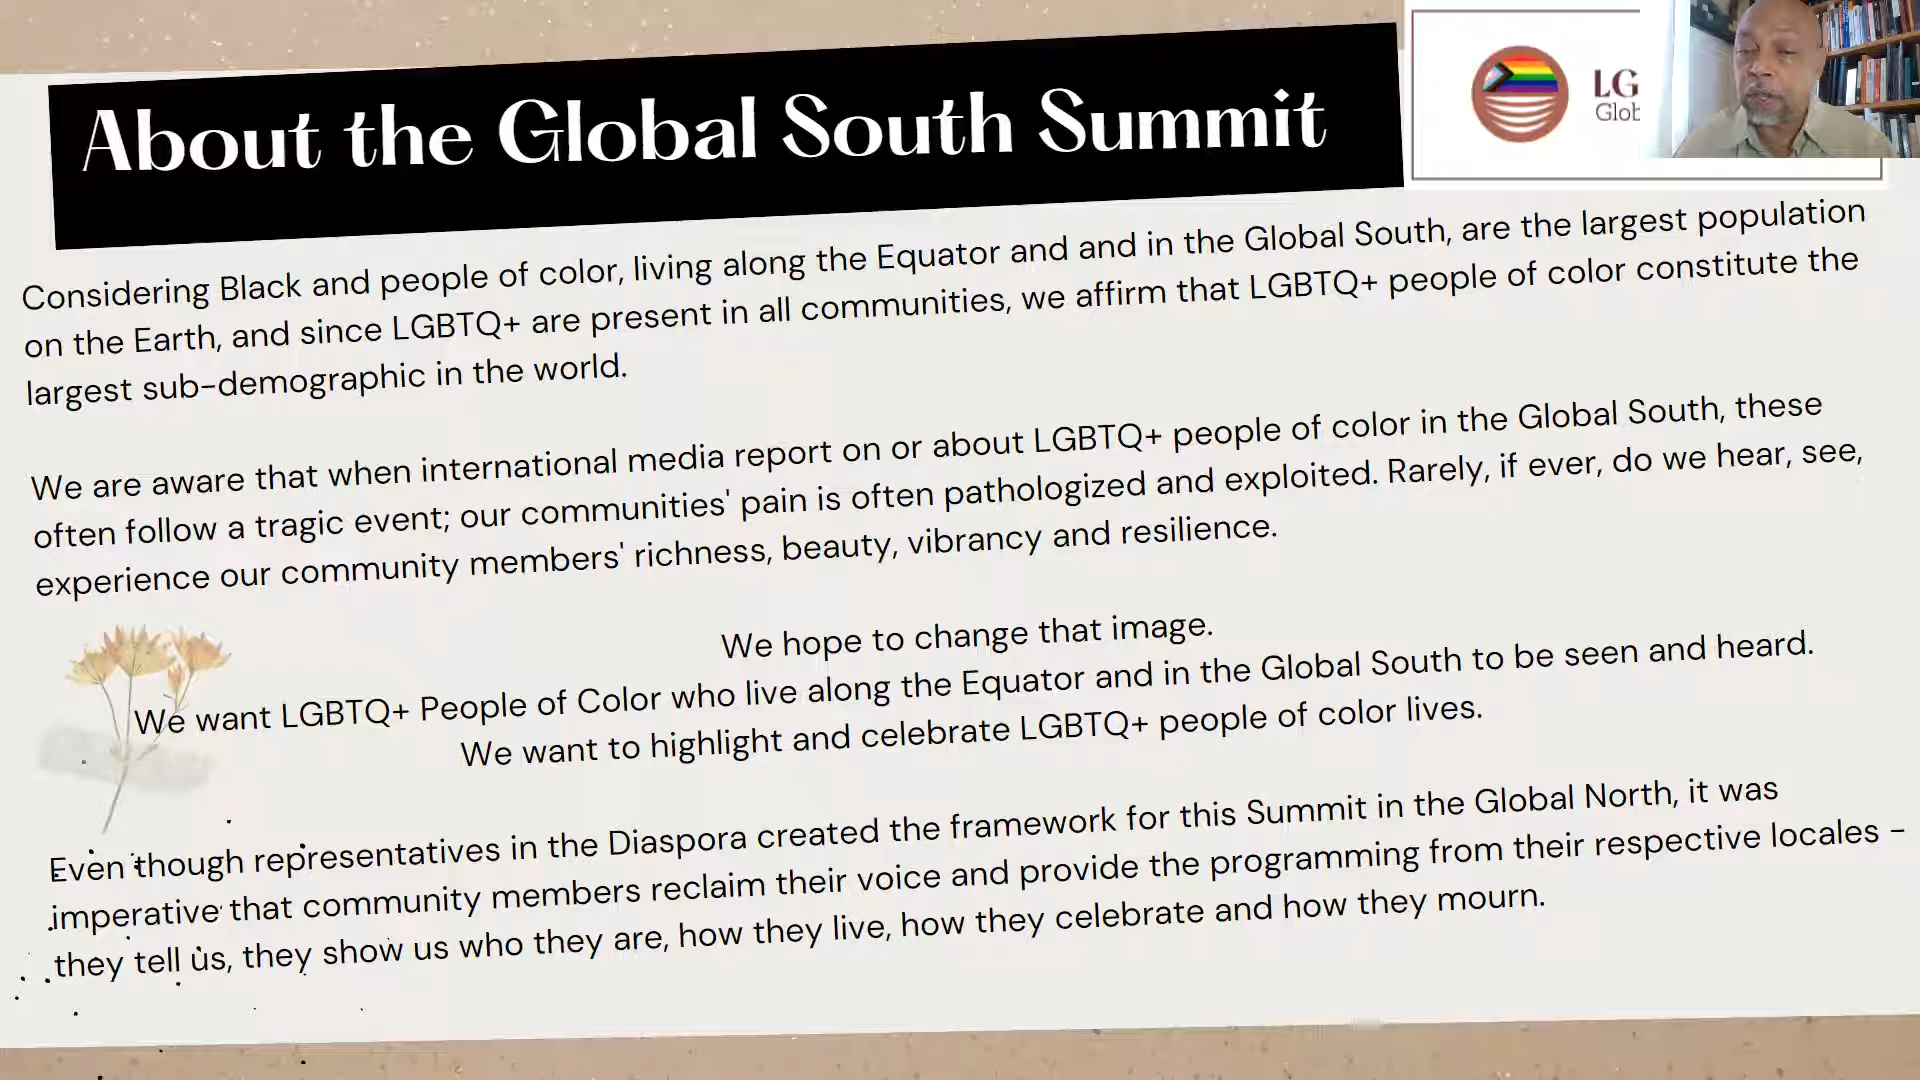 About the Global South Summit
LG
Glob
Considering Black and people of color, living along the Equator and and in the Global South, are the largest population
on the Earth, and since LGBTQ+ are present in all communities, we affirm that LGBTQ+ people of color constitute the
largest sub-demographic in the world.
We are aware that when international media report on or about LGBTQ+ people of color in the Global South, these
often follow a tragic event; our communities' pain is often pathologized and exploited. Rarely, if ever, do we hear, see,
experience our community members' richness, beauty, vibrancy and resilience.
We hope to change that image.
We want LGBTQ+ People of Color who live along the Equator and in the Global South to be seen and heard.
We want to highlight and celebrate LGBTQ+ people of color lives.
Even though representatives in the Diaspora created the framework for this Summit in the Global North, it was
imperative that community members reclaim their voice and provide the programming from their respective locales -
they tell us, they show us who they are, how they live, how they celebrate and how they mourn.